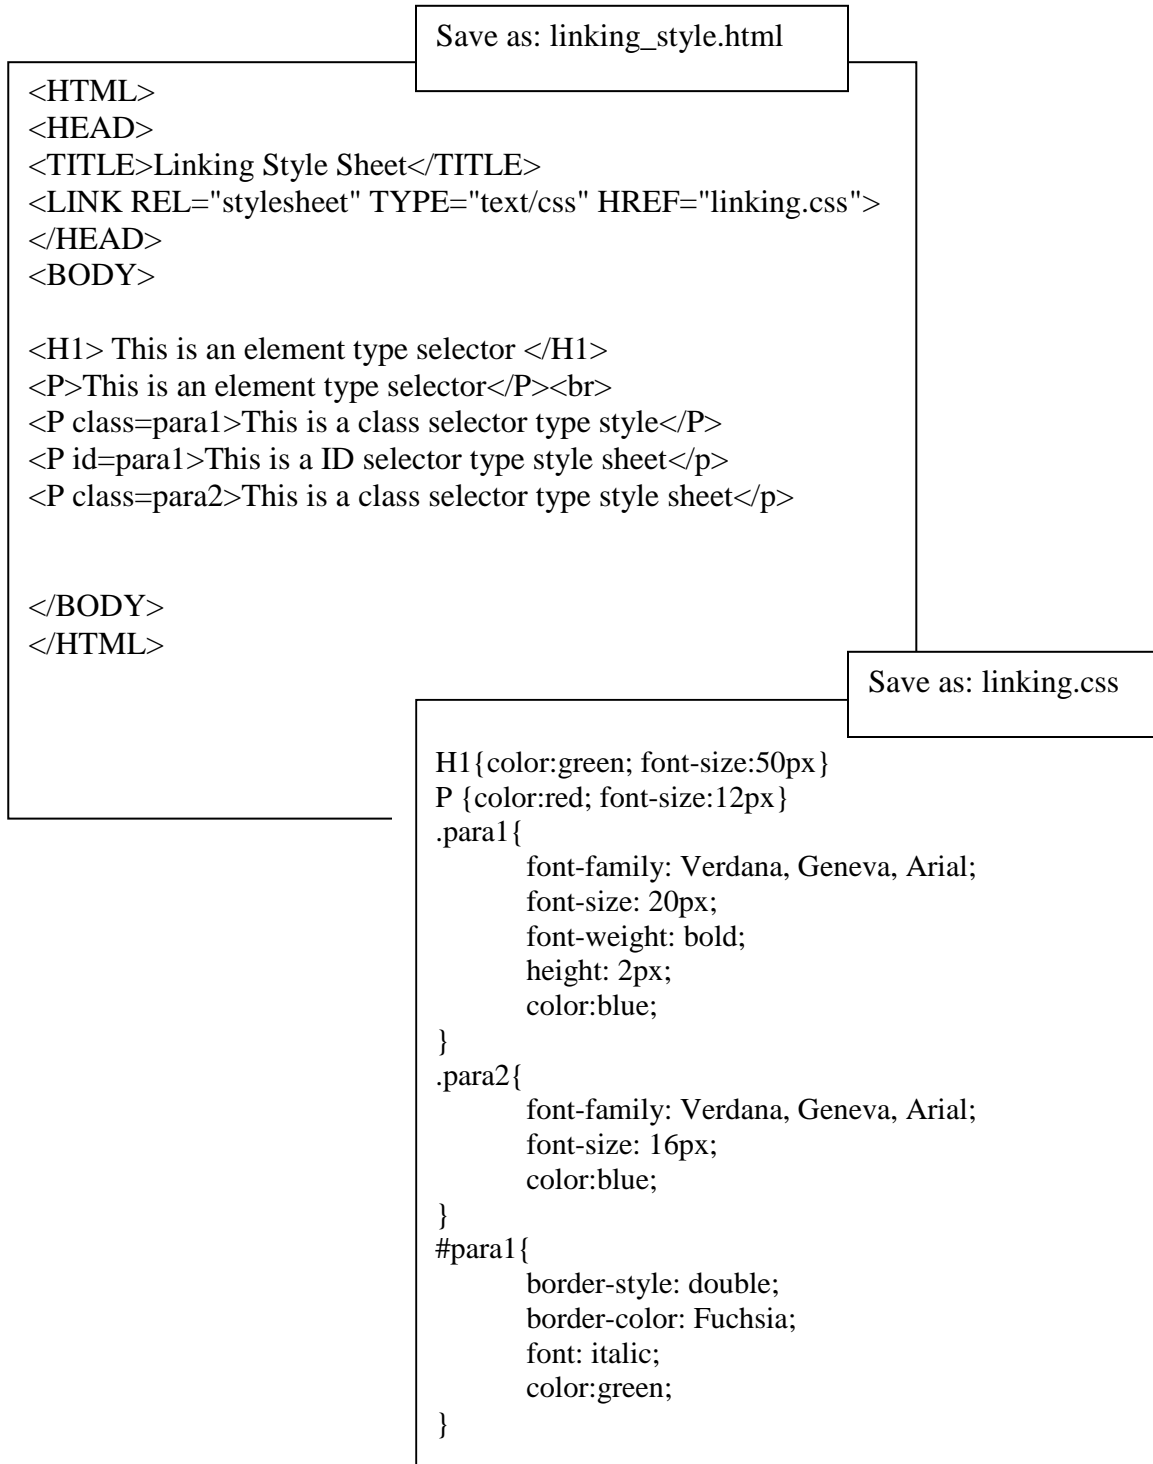 Save as: linking_style.html
<HTML>
<HEAD>
<TITLE>Linking Style Sheet</TITLE>
<LINK REL="stylesheet" TYPE="text/css" HREF="linking.css">
</HEAD>
<BODY>
<H1> This is an element type selector </H1>
<P>This is an element type selector</P><br>
<P class=para1>This is a class selector type style</P>
<P id=para1>This is a ID selector type style sheet</p>
<P class=para2>This is a class selector type style sheet</p>
</BODY>
</HTML>
Save as: linking.css
H1{color:green; font-size:50px}
P {color:red; font-size:12px}
.para1{
font-family: Verdana, Geneva, Arial;
font-size: 20px;
font-weight: bold;
height: 2px;
color:blue;
}
.para2{
font-family: Verdana, Geneva, Arial;
font-size: 16px;
color:blue;
}
#para1{
border-style: double;
border-color: Fuchsia;
font: italic;
color:green;
}